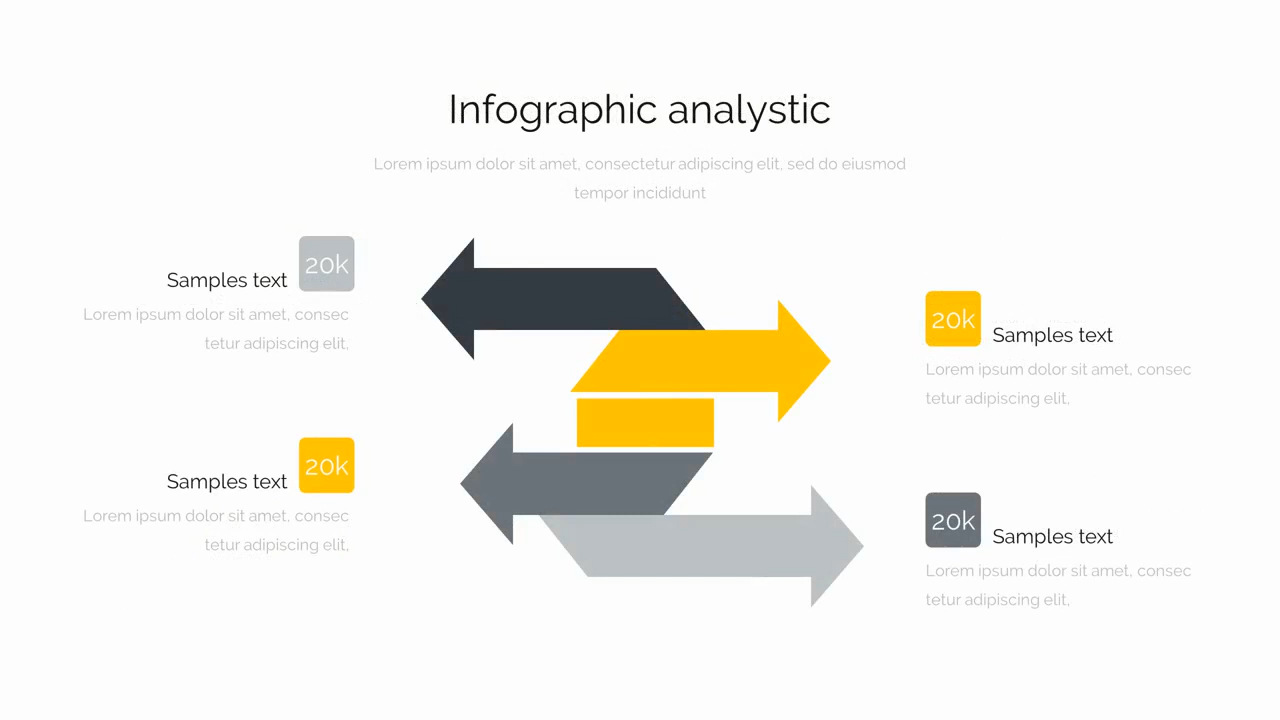 Infographic analystic
Lorem ipsum dolor sit amet, consectetur adipiscing elit, sed do eiusmod
tempor incididunt
20k
Samples text
Lorem ipsum dolor sit amet, consec
tetur adipiscing elit,
20k
Samples text
Lorem ipsum dolor sit amet, consec
tetur adipiscing elit,
20k
Samples text
Lorem ipsum dolor sit amet, consec
tetur adipiscing elit,
20k
Samples text
Lorem ipsum dolor sit amet, consec
tetur adipiscing elit,